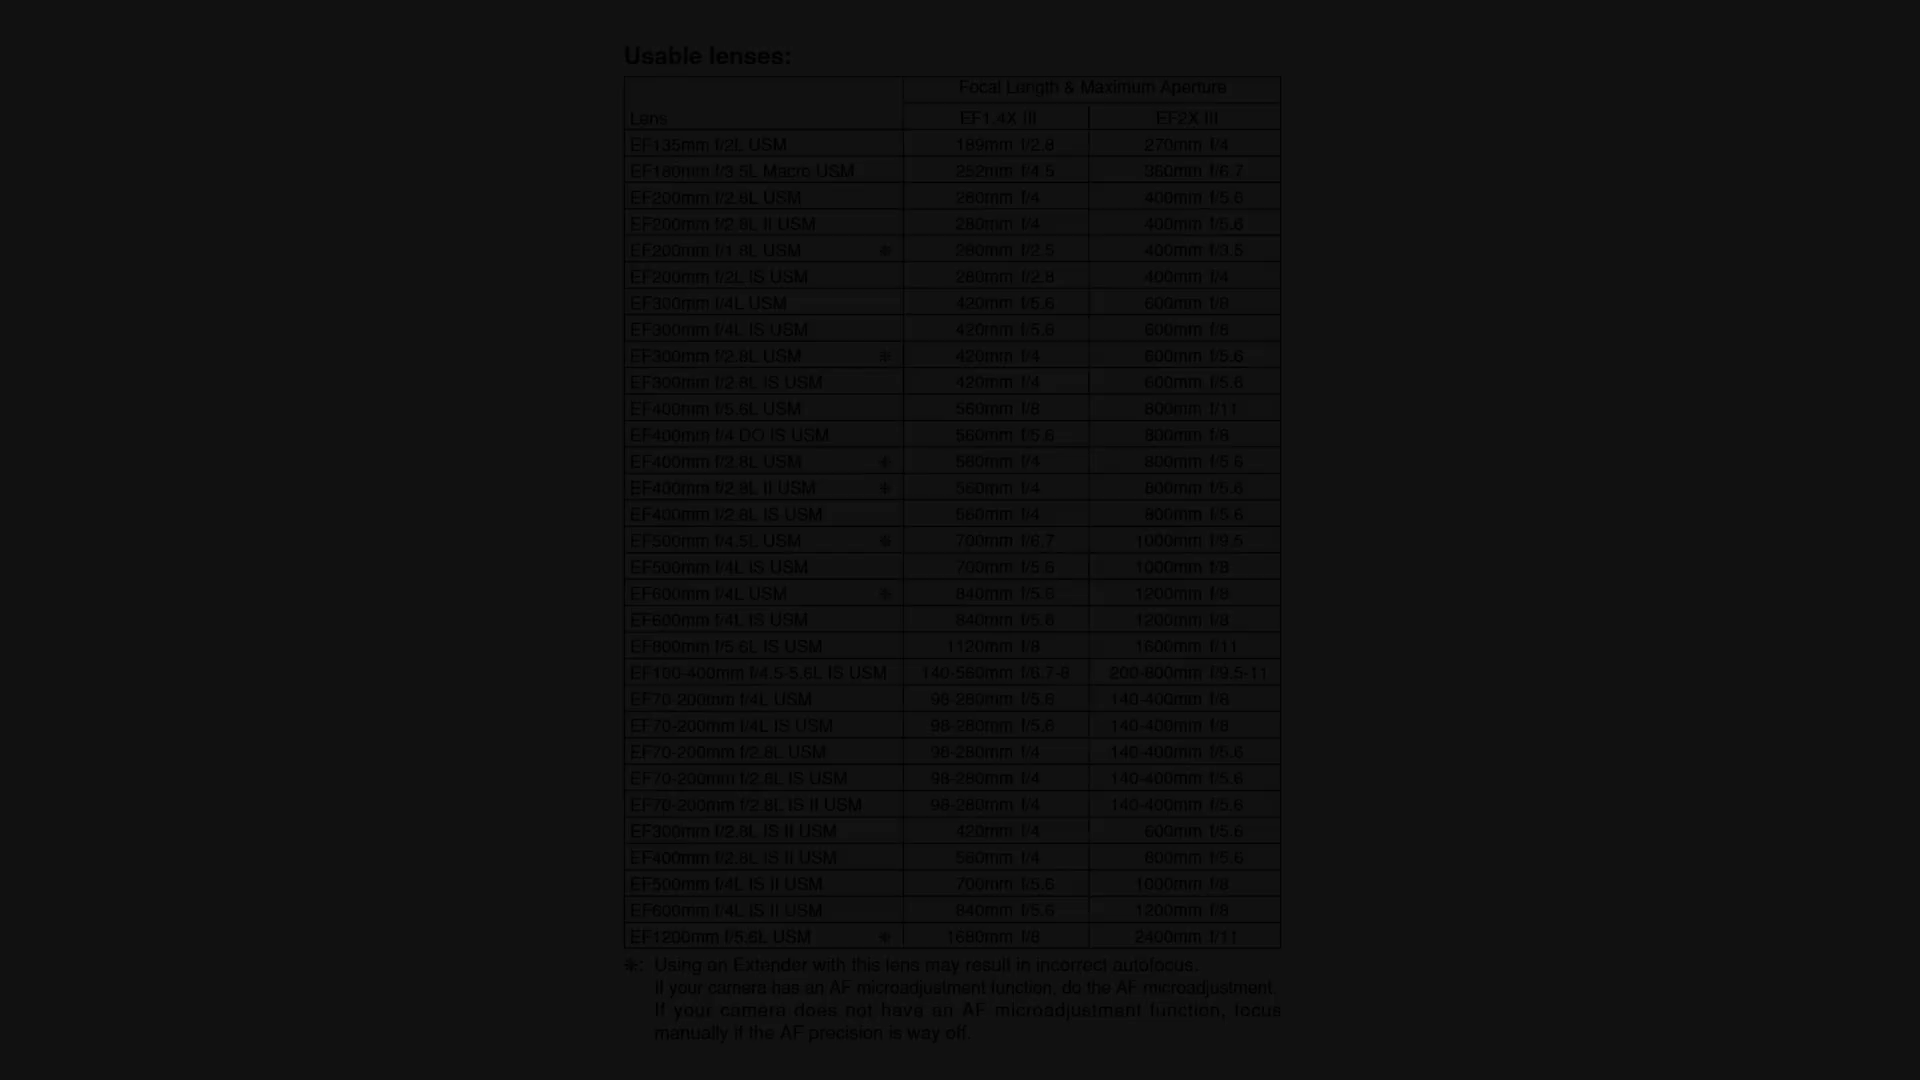 Usable lenses:
Focal Length & Maximum Aperture
Lens EF1.4X III EF2X III
EF135mm f/2L USM 189mm f/2.8 270mm f/4
EF180mm f/3.5L Macro USM 252mm f/4.5 360mm f/6.7
EF200mm f/2.8L USM 280mm f/4 400mm f/5.6
EF200mm f/2.8L II USM 280mm f/4 400mm f/5.6
EF200mm f/1.8L USM ※ 280mm f/2.5 400mm f/3.5
EF200mm f/2L IS USM 280mm f/2.8 400mm f/4
EF300mm f/4L USM 420mm f/5.6 600mm f/8
EF300mm f/4L IS USM 420mm f/5.6 600mm f/8
EF300mm f/2.8L USM ※ 420mm f/4 600mm f/5.6
EF300mm f/2.8L IS USM 420mm f/4 600mm f/5.6
EF400mm f/5.6L USM 560mm f/8 800mm f/11
EF400mm f/4 DO IS USM 560mm f/5.6 800mm f/8
EF400mm f/2.8L USM ※ 560mm f/4 800mm f/5.6
EF400mm f/2.8L II USM ※ 560mm f/4 800mm f/5.6
EF400mm f/2.8L IS USM 560mm f/4 800mm f/5.6
EF500mm f/4.5L USM ※ 700mm f/6.7 1000mm f/9.5
EF500mm f/4L IS USM 700mm f/5.6 1000mm f/8
EF600mm f/4L USM ※ 840mm f/5.6 1200mm f/8
EF600mm f/4L IS USM 840mm f/5.6 1200mm f/8
EF800mm f/5.6L IS USM 1120mm f/8 1600mm f/11
EF100-400mm f/4.5-5.6L IS USM 140-560mm f/6.7-8 200-800mm f/9.5-11
EF70-200mm f/4L USM 98-280mm f/5.6 140-400mm f/8
EF70-200mm f/4L IS USM 98-280mm f/5.6 140-400mm f/8
EF70-200mm f/2.8L USM 98-280mm f/4 140-400mm f/5.6
EF70-200mm f/2.8L IS USM 98-280mm f/4 140-400mm f/5.6
EF70-200mm f/2.8L IS II USM 98-280mm f/4 140-400mm f/5.6
EF300mm f/2.8L IS II USM 420mm f/4 600mm f/5.6
EF400mm f/2.8L IS II USM 560mm f/4 800mm f/5.6
EF500mm f/4L IS II USM 700mm f/5.6 1000mm f/8
EF600mm f/4L IS II USM 840mm f/5.6 1200mm f/8
EF1200mm f/5.6L USM ※ 1680mm f/8 2400mm f/11
※: Using an Extender with this lens may result in incorrect autofocus.
If your camera has an AF microadjustment function, do the AF microadjustment.
If your camera does not have an AF microadjustment function, focus
manually if the AF precision is way off.